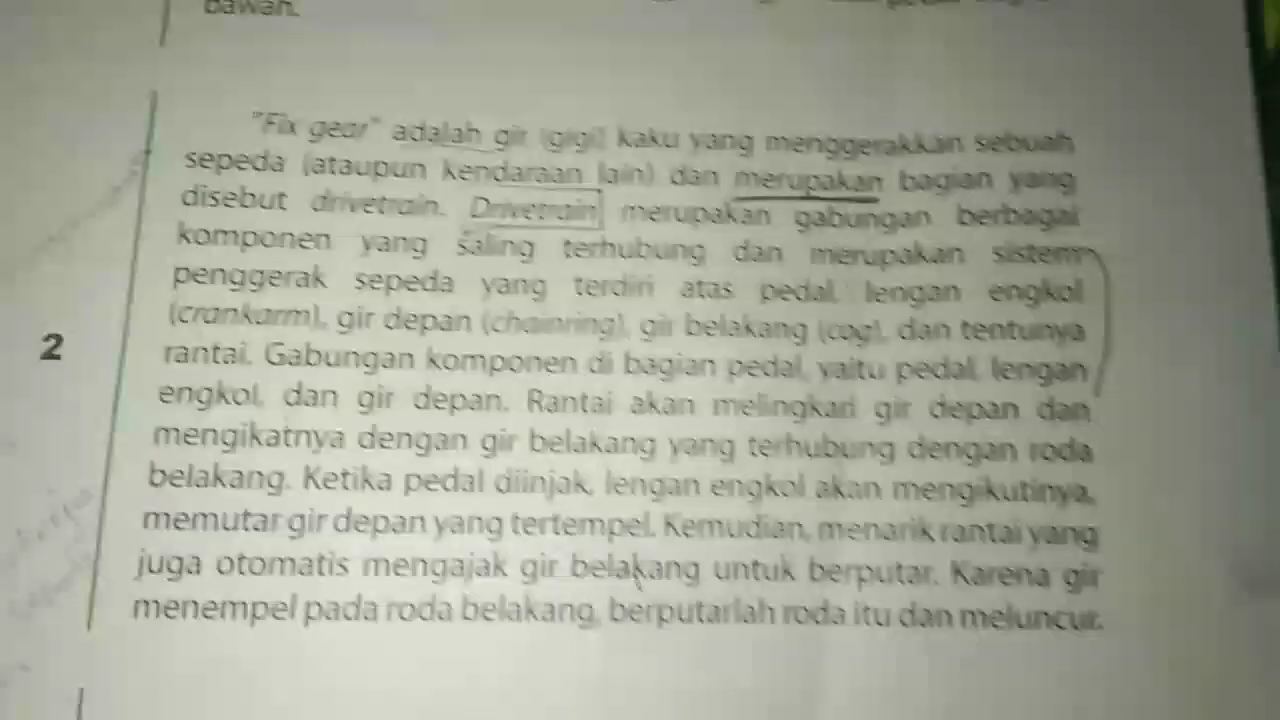 bawah.
"Fix gear" adalah gir (gigi) kaku yang menggerakkan sebuah
sepeda (ataupun kendaraan lain) dan merupakan bagian yang
disebut drivetrain. Drivetrain merupakan gabungan berbagai
komponen yang saling terhubung dan merupakan sistem
penggerak sepeda yang terdiri atas pedal, lengan engkol
(crankarm), gir depan (chainring), gir belakang (cog), dan tentunya
2
rantai. Gabungan komponen di bagian pedal, yaitu pedal, lengan
engkol, dan gir depan. Rantai akan melingkari gir depan dan
mengikatnya dengan gir belakang yang terhubung dengan roda
belakang. Ketika pedal diinjak, lengan engkol akan mengikutinya,
memutar gir depan yang tertempel. Kemudian, menarik rantai yang
juga otomatis mengajak gir belakang untuk berputar. Karena gir
menempel pada roda belakang, berputarlah roda itu dan meluncur.